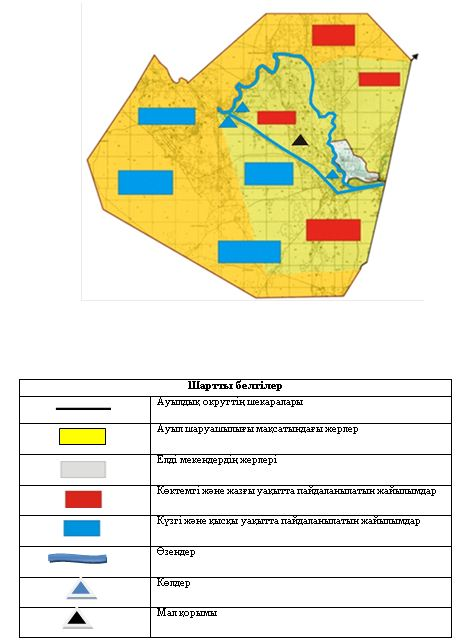 Шартты белгілер
Ауылдық округтің шекаралары
Ауыл шаруашылығы мақсатындағы жерлер
Елді мекендердің жерлері
Көктемгі және жазғы уақытта пайдаланылатын жайылымдар
Күзгі және қысқы уақытта пайдаланылатын жайылымдар
Өзендер
Көлдер
Мал қорымы